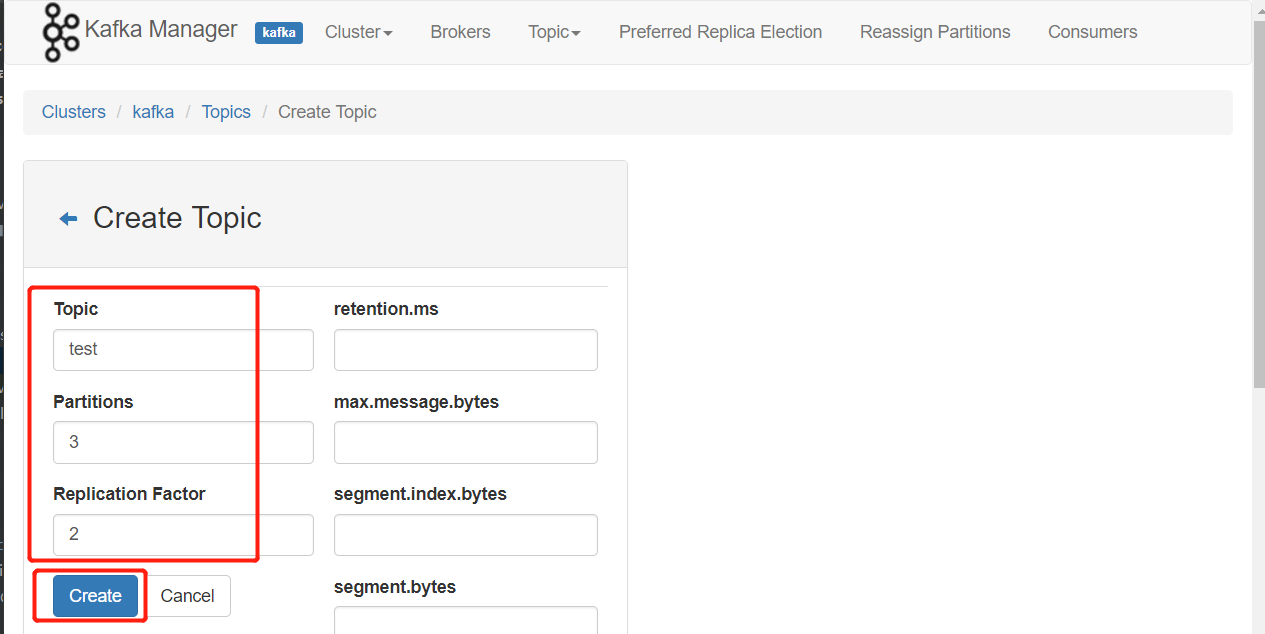 Kafka Manager kafka Cluster Brokers Topic Preferred Replica Election Reassign Partitions Consumers
Clusters / kafka / Topics / Create Topic
Create Topic
Topic
test
Partitions
3
Replication Factor
2
Create Cancel
retention.ms
max.message.bytes
segment.index.bytes
segment.bytes